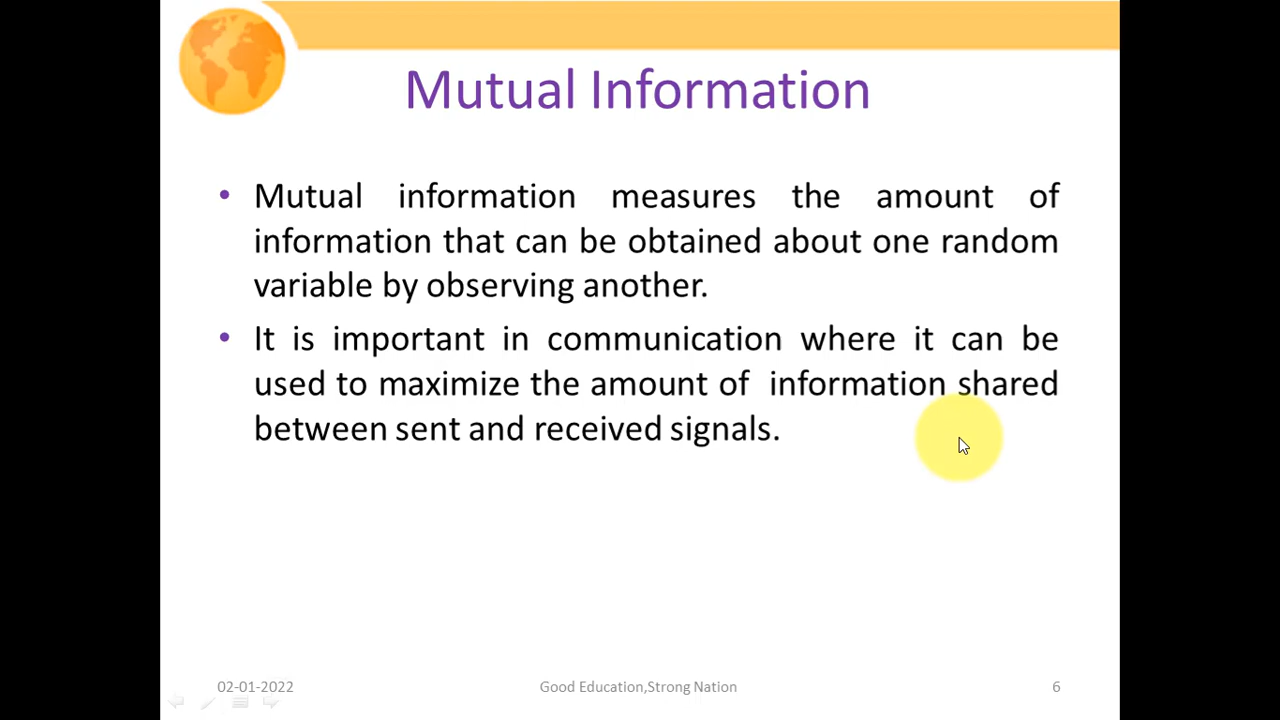 Mutual Information
• Mutual information measures the amount of
information that can be obtained about one random
variable by observing another.
• It is important in communication where it can be
used to maximize the amount of information shared
between sent and received signals.
02-01-2022
Good Education,Strong Nation
6